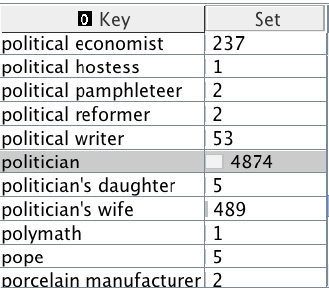 0 Key Set
political economist 237
political hostess 1
political pamphleteer 2
political reformer 2
political writer 53
politician 4874
politician's daughter 5
politician's wife 489
polymath 1
pope 5
porcelain manufacturer 2